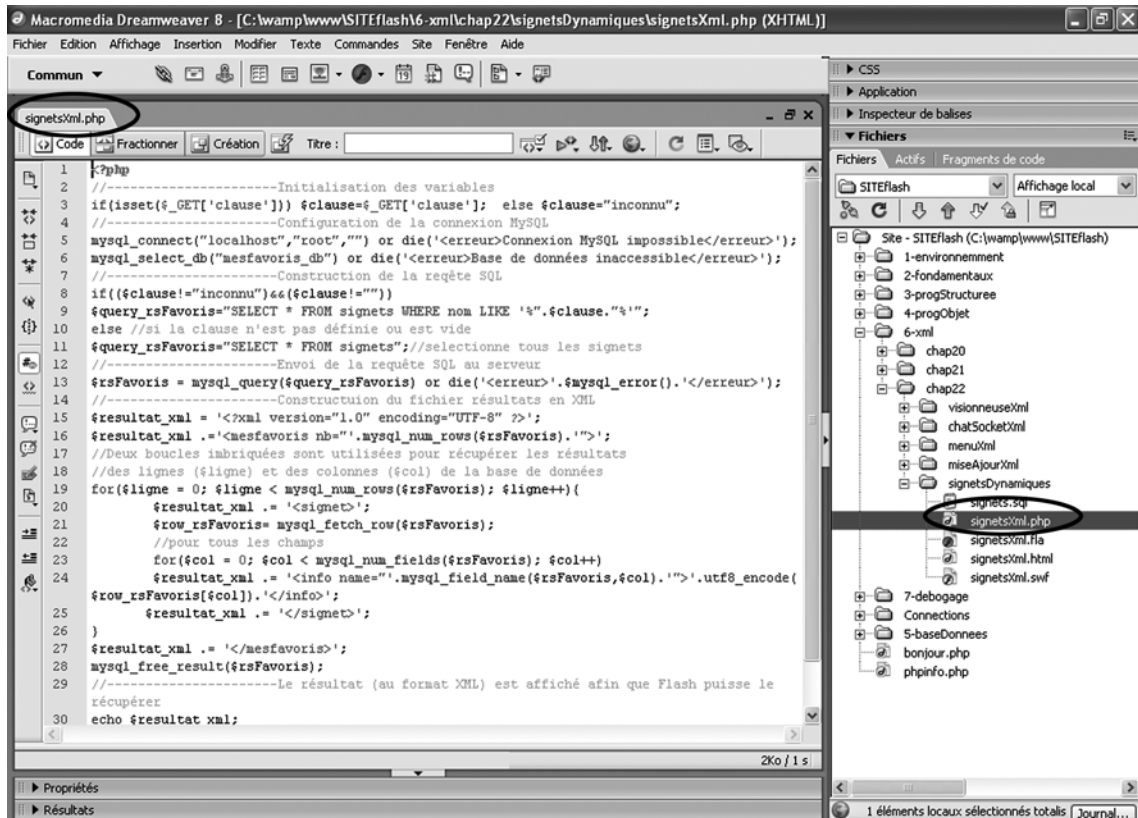 Macromedia Dreamweaver 8 - [C:\wamp\www\SITEflash\6-xml\chap22\signetsDynamiques\signetsXml.php (XHTML)]
Fichier Edition Affichage Insertion Modifier Texte Commandes Site Fenêtre Aide
Commun
signetsXml.php
Code Fractionner Création Titre :
1 <?php
2 //----------------------Initialisation des variables
3 if(isset($_GET['clause'])) $clause=$_GET['clause']; else $clause="inconnu";
4 //----------------------Configuration de la connexion MySQL
5 mysql_connect("localhost","root","") or die('<erreur>Connexion MySQL impossible</erreur>');
6 mysql_select_db("mesfavoris_db") or die('<erreur>Base de données inaccessible</erreur>');
7 //----------------------Construction de la reqête SQL
8 if(($clause!="inconnu")&&($clause!=""))
9 $query_rsFavoris="SELECT * FROM signets WHERE nom LIKE '%".$clause."%'";
10 else //si la clause n'est pas définie ou est vide
11 $query_rsFavoris="SELECT * FROM signets";//selectionne tous les signets
12 //----------------------Envoi de la requête SQL au serveur
13 $rsFavoris = mysql_query($query_rsFavoris) or die('<erreur>'.$mysql_error().'</erreur>');
14 //----------------------Constructuion du fichier résultats en XML
15 $resultat_xml = '<?xml version="1.0" encoding="UTF-8" ?>';
16 $resultat_xml .='<mesfavoris nb="'.mysql_num_rows($rsFavoris).'">';
17 //Deux boucles imbriquées sont utilisées pour récupérer les résultats
18 //des lignes ($ligne) et des colonnes ($col) de la base de données
19 for($ligne = 0; $ligne < mysql_num_rows($rsFavoris); $ligne++){
20 $resultat_xml .= '<signet>';
21 $row_rsFavoris= mysql_fetch_row($rsFavoris);
22 //pour tous les champs
23 for($col = 0; $col < mysql_num_fields($rsFavoris); $col++)
24 $resultat_xml .= '<info name="'.mysql_field_name($rsFavoris,$col).'">'.utf8_encode(
$row_rsFavoris[$col]).'</info>';
25 $resultat_xml .= '</signet>';
26 }
27 $resultat_xml .= '</mesfavoris>';
28 mysql_free_result($rsFavoris);
29 //----------------------Le résultat (au format XML) est affiché afin que Flash puisse le
récupérer
30 echo $resultat_xml;
2Ko / 1 s
Propriétés
Résultats
CSS
Application
Inspecteur de balises
Fichiers
Fichiers Actifs Fragments de code
SITEflash Affichage local
Site - SITEflash (C:\wamp\www\SITEflash)
1-environnemment
2-fondamentaux
3-progStructuree
4-progObjet
6-xml
chap20
chap21
chap22
visionneuseXml
chatSocketXml
menuXml
miseAjourXml
signetsDynamiques
signets.sql
signetsXml.php
signetsXml.fla
signetsXml.html
signetsXml.swf
7-debogage
Connections
5-baseDonnees
bonjour.php
phpinfo.php
1 éléments locaux sélectionnés totalis Journal...